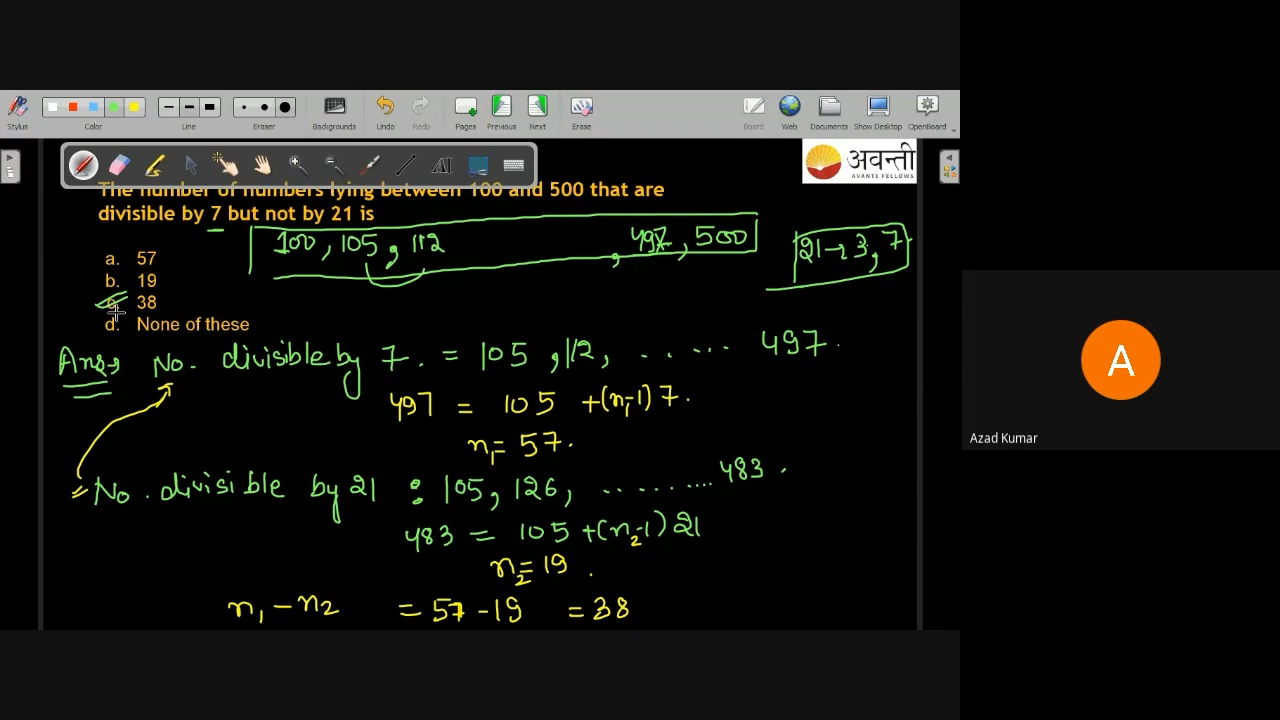 Stylus Color Line Eraser Backgrounds Undo Redo Pages Previous Next Erase Board Web Documents Show Desktop OpenBoard
अवन्ती
AVANTI FELLOWS
The number of numbers lying between 100 and 500 that are
divisible by 7 but not by 21 is
100, 105, 112 , 497, 500
21→3, 7
a. 57
b. 19
c. 38
d. None of these
Ans→ No. divisible by 7. = 105, 112, ...... 497.
497 = 105 + (n₁-1) 7.
n₁ = 57.
No. divisible by 21 : 105, 126, ......... 483.
483 = 105 + (n₂-1) 21
n₂ = 19.
n₁ - n₂ = 57 - 19 = 38
A
Azad Kumar